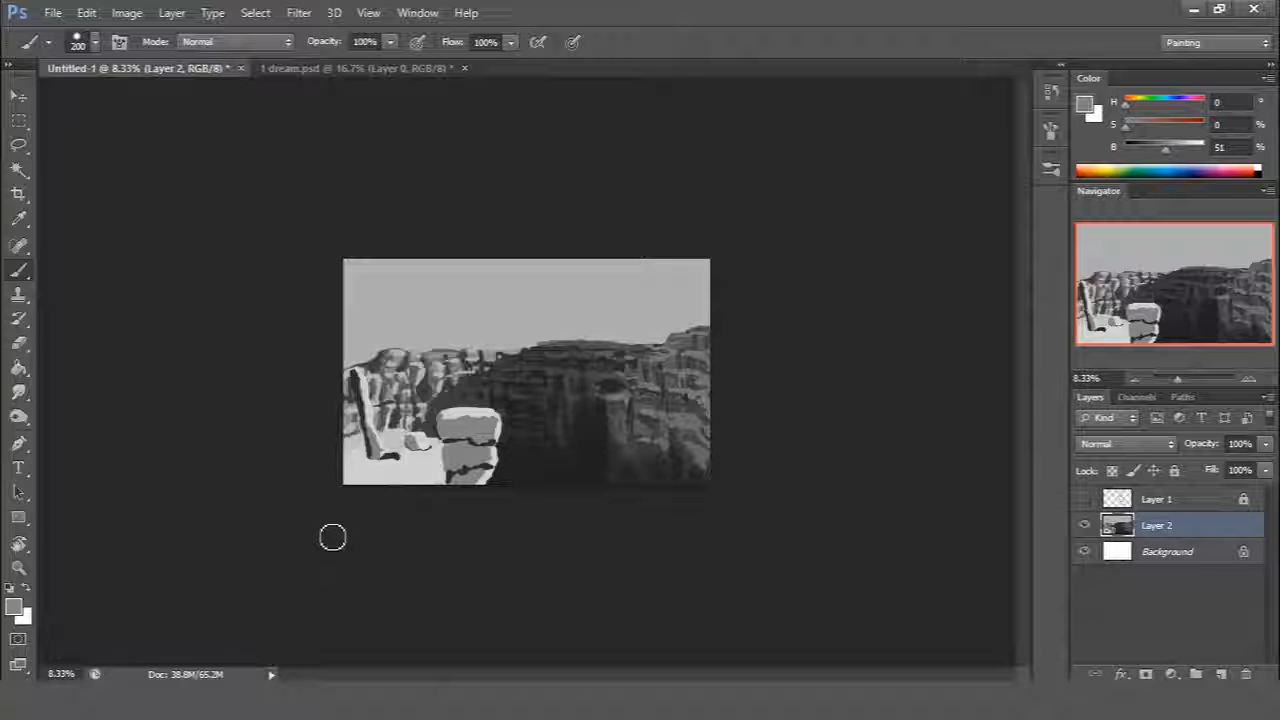 Ps File Edit Image Layer Type Select Filter 3D View Window Help
200 Mode: Normal Opacity: 100% Flow: 100% Painting
Untitled-1 @ 8.33% (Layer 2, RGB/8) * × 1 dream.psd @ 16.7% (Layer 0, RGB/8) * ×
Color
H 0 °
S 0 %
B 51 %
Navigator
8.33%
Layers Channels Paths
Kind
Normal Opacity: 100%
Lock: Fill: 100%
Layer 1
Layer 2
Background
T
8.33% Doc: 38.8M/65.2M
fx